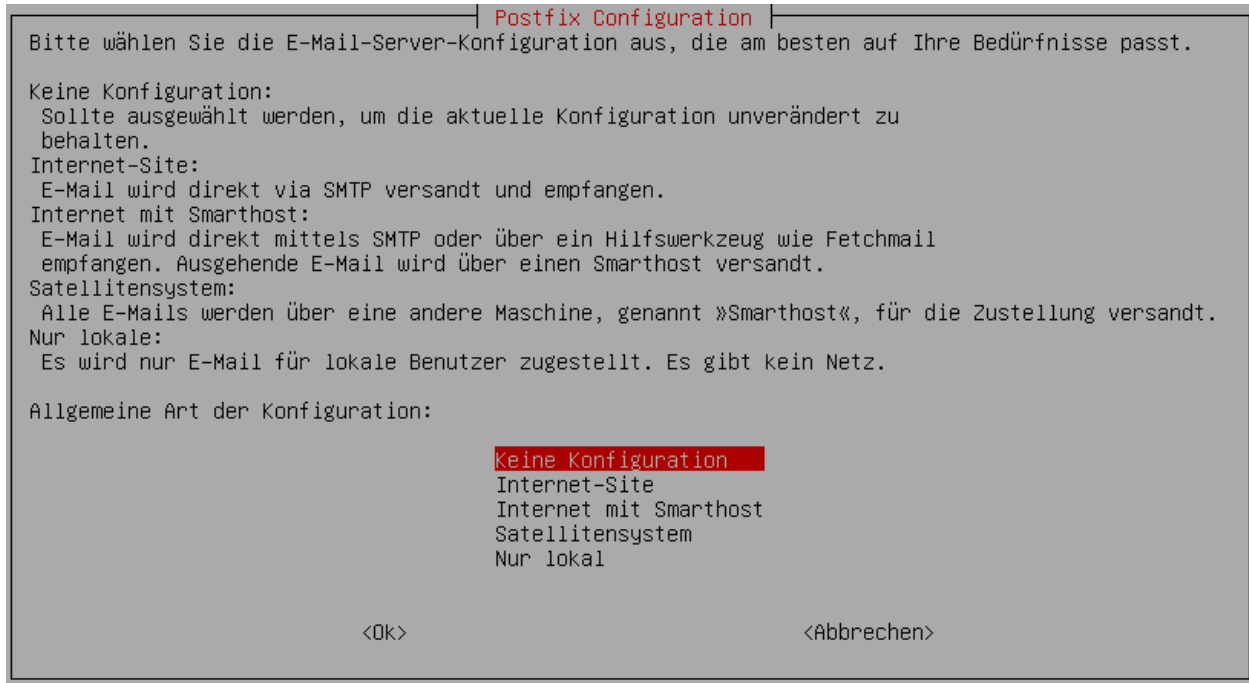 Postfix Configuration
Bitte wählen Sie die E-Mail-Server-Konfiguration aus, die am besten auf Ihre Bedürfnisse passt.
Keine Konfiguration:
Sollte ausgewählt werden, um die aktuelle Konfiguration unverändert zu
behalten.
Internet-Site:
E-Mail wird direkt via SMTP versandt und empfangen.
Internet mit Smarthost:
E-Mail wird direkt mittels SMTP oder über ein Hilfswerkzeug wie Fetchmail
empfangen. Ausgehende E-Mail wird über einen Smarthost versandt.
Satellitensystem:
Alle E-Mails werden über eine andere Maschine, genannt »Smarthost«, für die Zustellung versandt.
Nur lokale:
Es wird nur E-Mail für lokale Benutzer zugestellt. Es gibt kein Netz.
Allgemeine Art der Konfiguration:
Keine Konfiguration
Internet-Site
Internet mit Smarthost
Satellitensystem
Nur lokal
<Ok> <Abbrechen>